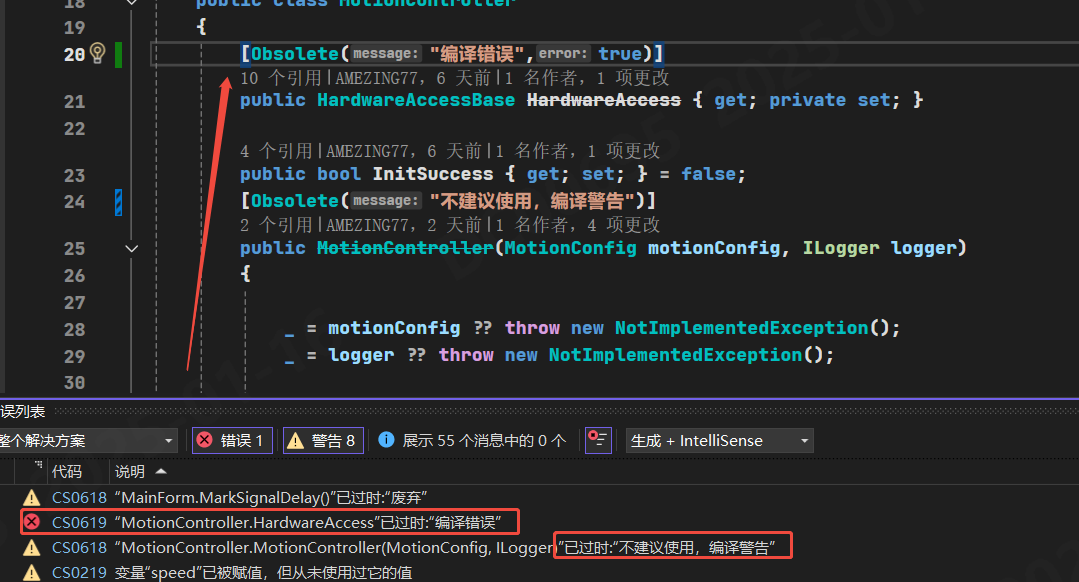 18 public class MotionController
19 {
20 [Obsolete(message: "编译错误",error: true)]
10 个引用|AMEZING77, 6 天前|1 名作者, 1 项更改
21 public HardwareAccessBase HardwareAccess { get; private set; }
22
4 个引用|AMEZING77, 6 天前|1 名作者, 1 项更改
23 public bool InitSuccess { get; set; } = false;
24 [Obsolete(message: "不建议使用, 编译警告")]
2 个引用|AMEZING77, 2 天前|1 名作者, 4 项更改
25 public MotionController(MotionConfig motionConfig, ILogger logger)
26 {
27
28 _ = motionConfig ?? throw new NotImplementedException();
29 _ = logger ?? throw new NotImplementedException();
30
误列表
整个解决方案 错误 1 警告 8 展示 55 个消息中的 0 个 生成 + IntelliSense
代码 说明
CS0618 “MainForm.MarkSignalDelay()”已过时:“废弃”
CS0619 “MotionController.HardwareAccess”已过时:“编译错误”
CS0618 “MotionController.MotionController(MotionConfig, ILogger)”已过时:“不建议使用，编译警告”
CS0219 变量“speed”已被赋值，但从未使用过它的值